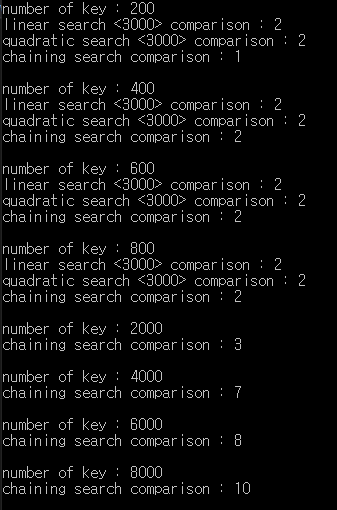 number of key : 200
linear search <3000> comparison : 2
quadratic search <3000> comparison : 2
chaining search comparison : 1
number of key : 400
linear search <3000> comparison : 2
quadratic search <3000> comparison : 2
chaining search comparison : 2
number of key : 600
linear search <3000> comparison : 2
quadratic search <3000> comparison : 2
chaining search comparison : 2
number of key : 800
linear search <3000> comparison : 2
quadratic search <3000> comparison : 2
chaining search comparison : 2
number of key : 2000
chaining search comparison : 3
number of key : 4000
chaining search comparison : 7
number of key : 6000
chaining search comparison : 8
number of key : 8000
chaining search comparison : 10